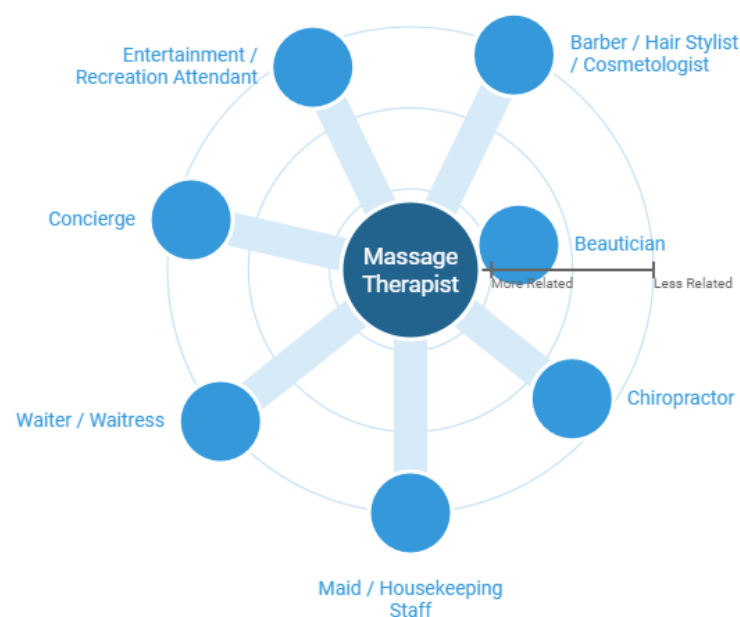 Entertainment /
Recreation Attendant
Barber / Hair Stylist
/ Cosmetologist
Concierge
Massage
Therapist
Beautician
More Related
Less Related
Waiter / Waitress
Chiropractor
Maid / Housekeeping
Staff